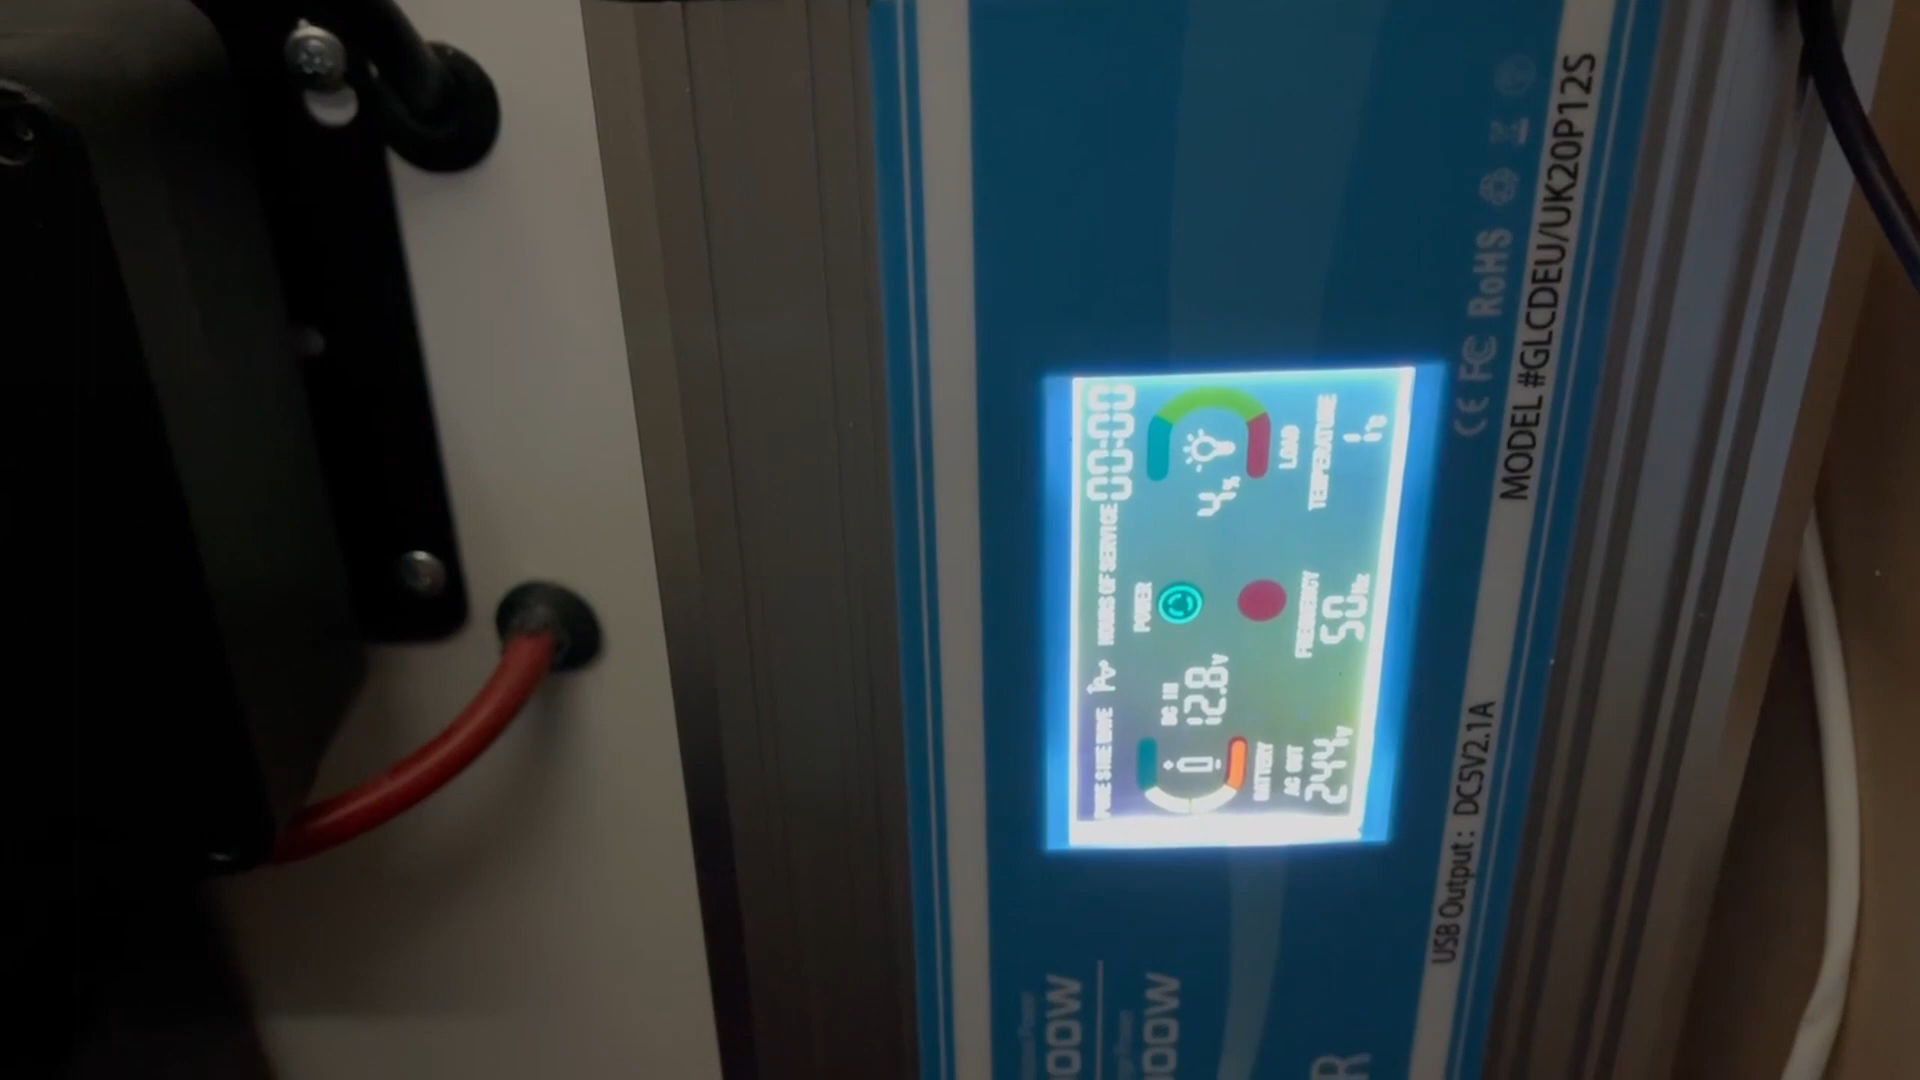 PURE SINE WAVE HOURS OF SERVICE 00:00
DC IN
12.8V
POWER
4%
BATTERY
LOAD
AC OUT
244V
FREQUENCY
50Hz
TEMPERATURE
USB Output : DC5V2.1A
CE FC RoHS
MODEL #GLCDEU/UK20P12S